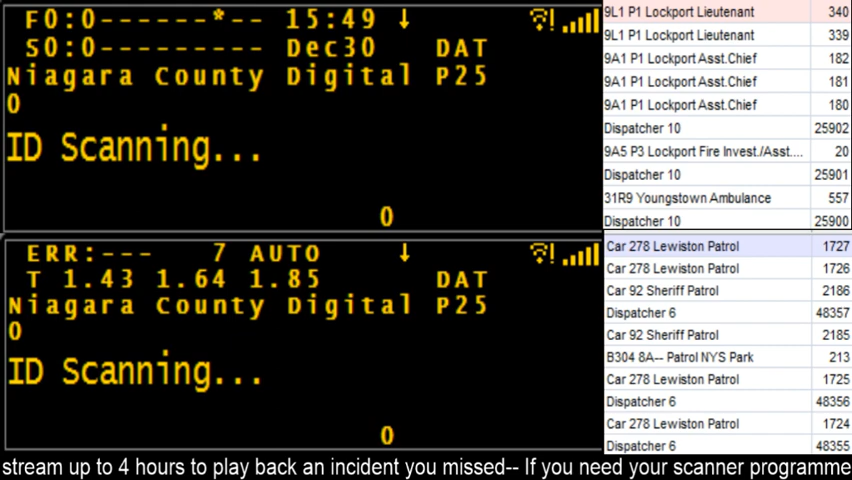 F0:0------*-- 15:49 ↓
S0:0--------- Dec30 DAT
Niagara County Digital P25
0
ID Scanning...
0
9L1 P1 Lockport Lieutenant 340
9L1 P1 Lockport Lieutenant 339
9A1 P1 Lockport Asst.Chief 182
9A1 P1 Lockport Asst.Chief 181
9A1 P1 Lockport Asst.Chief 180
Dispatcher 10 25902
9A5 P3 Lockport Fire Invest./Asst.... 20
Dispatcher 10 25901
31R9 Youngstown Ambulance 557
Dispatcher 10 25900
ERR:--- 7 AUTO ↓
T 1.43 1.64 1.85 DAT
Niagara County Digital P25
0
ID Scanning...
0
Car 278 Lewiston Patrol 1727
Car 278 Lewiston Patrol 1726
Car 92 Sheriff Patrol 2186
Dispatcher 6 48357
Car 92 Sheriff Patrol 2185
B304 8A-- Patrol NYS Park 213
Car 278 Lewiston Patrol 1725
Dispatcher 6 48356
Car 278 Lewiston Patrol 1724
Dispatcher 6 48355
stream up to 4 hours to play back an incident you missed-- If you need your scanner programme